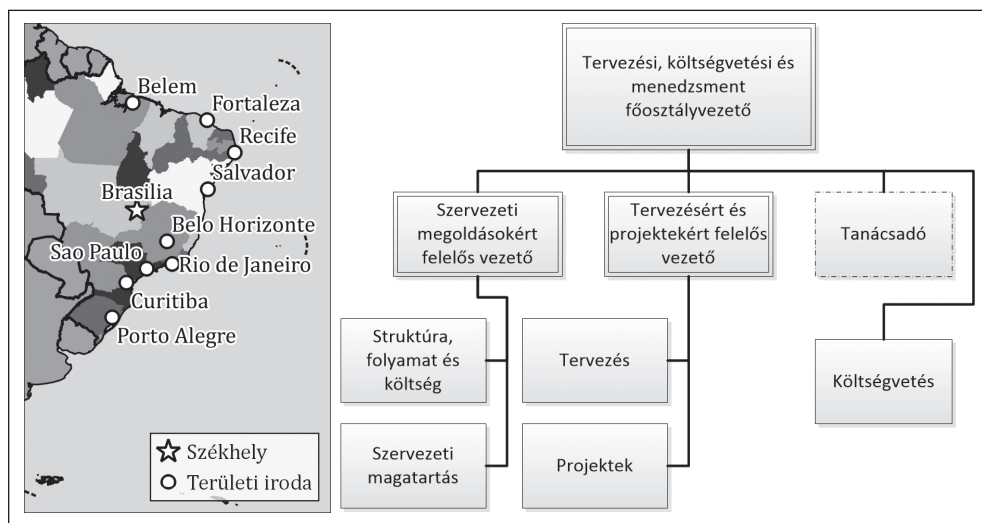 Belem
Fortaleza
Recife
Salvador
Brasilia
Belo Horizonte
Sao Paulo
Rio de Janeiro
Curitiba
Porto Alegre
Székhely
Területi iroda
Tervezési, költségvetési és
menedzsment
főosztályvezető
Szervezeti
megoldásokért
felelős vezető
Tervezésért és
projektekért felelős
vezető
Tanácsadó
Struktúra,
folyamat és
költség
Tervezés
Költségvetés
Szervezeti
magatartás
Projektek